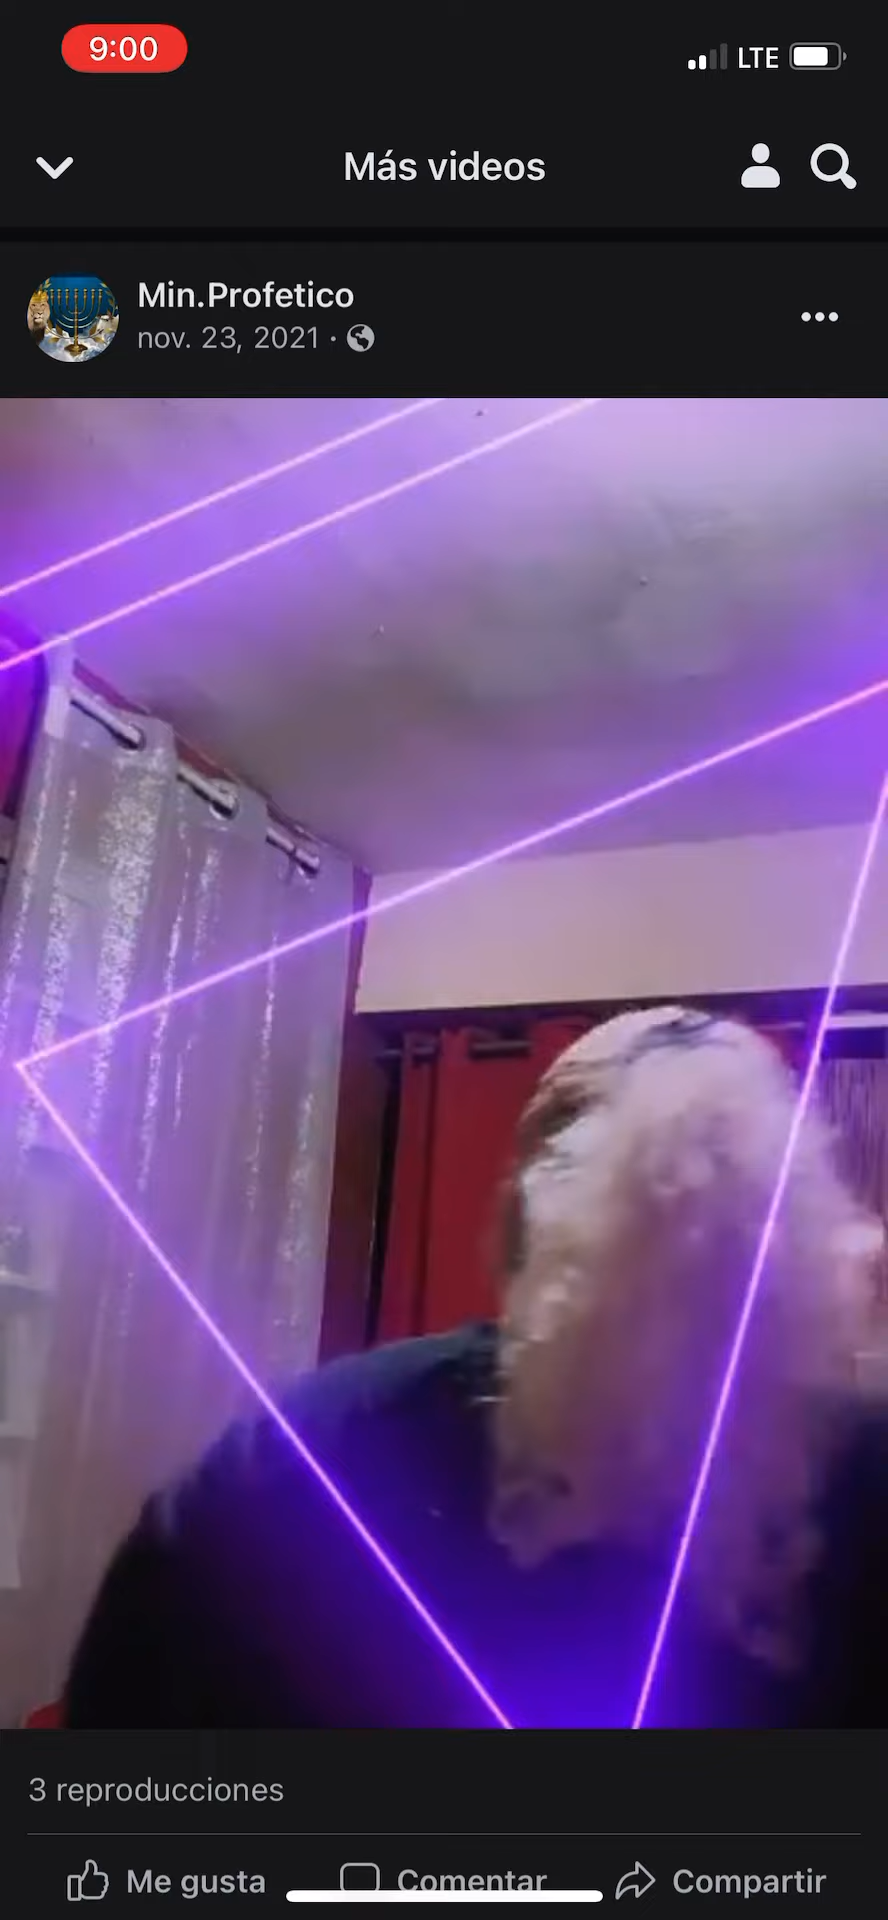 9:00
LTE
Más videos
Min.Profetico
nov. 23, 2021 ·
3 reproducciones
Me gusta
Comentar
Compartir